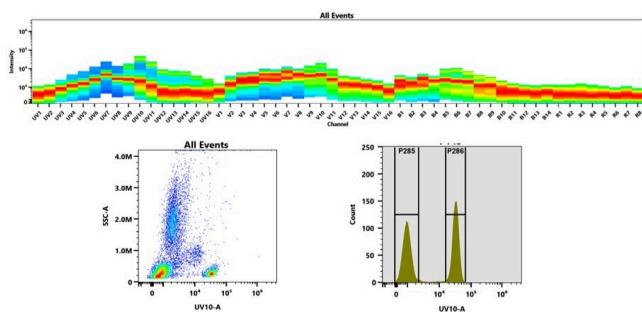 All Events
Intensity
10⁶
10⁵
10⁴
0
UV1 UV2 UV3 UV4 UV5 UV6 UV7 UV8 UV9 UV10 UV11 UV12 UV13 UV14 UV15 UV16 V1 V2 V3 V4 V5 V6 V7 V8 V9 V10 V11 V12 V13 V14 V15 V16 B1 B2 B3 B4 B5 B6 B7 B8 B9 B10 B11 B12 B13 B14 R1 R2 R3 R4 R5 R6 R7 R8
Channel
All Events
SSC-A
4.0M
3.0M
2.0M
1.0M
0
0 10⁴ 10⁵ 10⁶
UV10-A
P285 P286
Count
250
200
150
100
50
0
0 10⁴ 10⁵ 10⁶
UV10-A